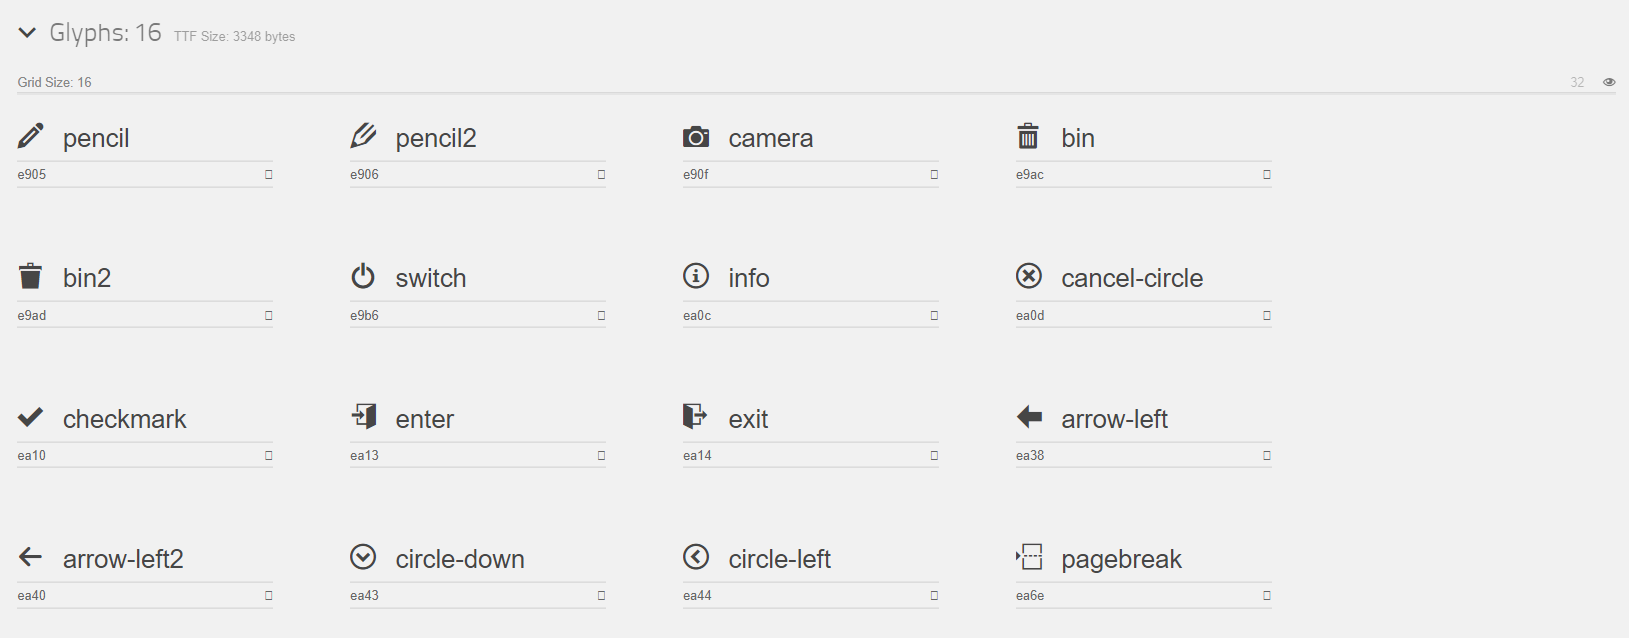 Glyphs: 16 TTF Size: 3348 bytes
Grid Size: 16 32
pencil pencil2 camera bin
e905 e906 e90f e9ac
bin2 switch info cancel-circle
e9ad e9b6 ea0c ea0d
checkmark enter exit arrow-left
ea10 ea13 ea14 ea38
arrow-left2 circle-down circle-left pagebreak
ea40 ea43 ea44 ea6e